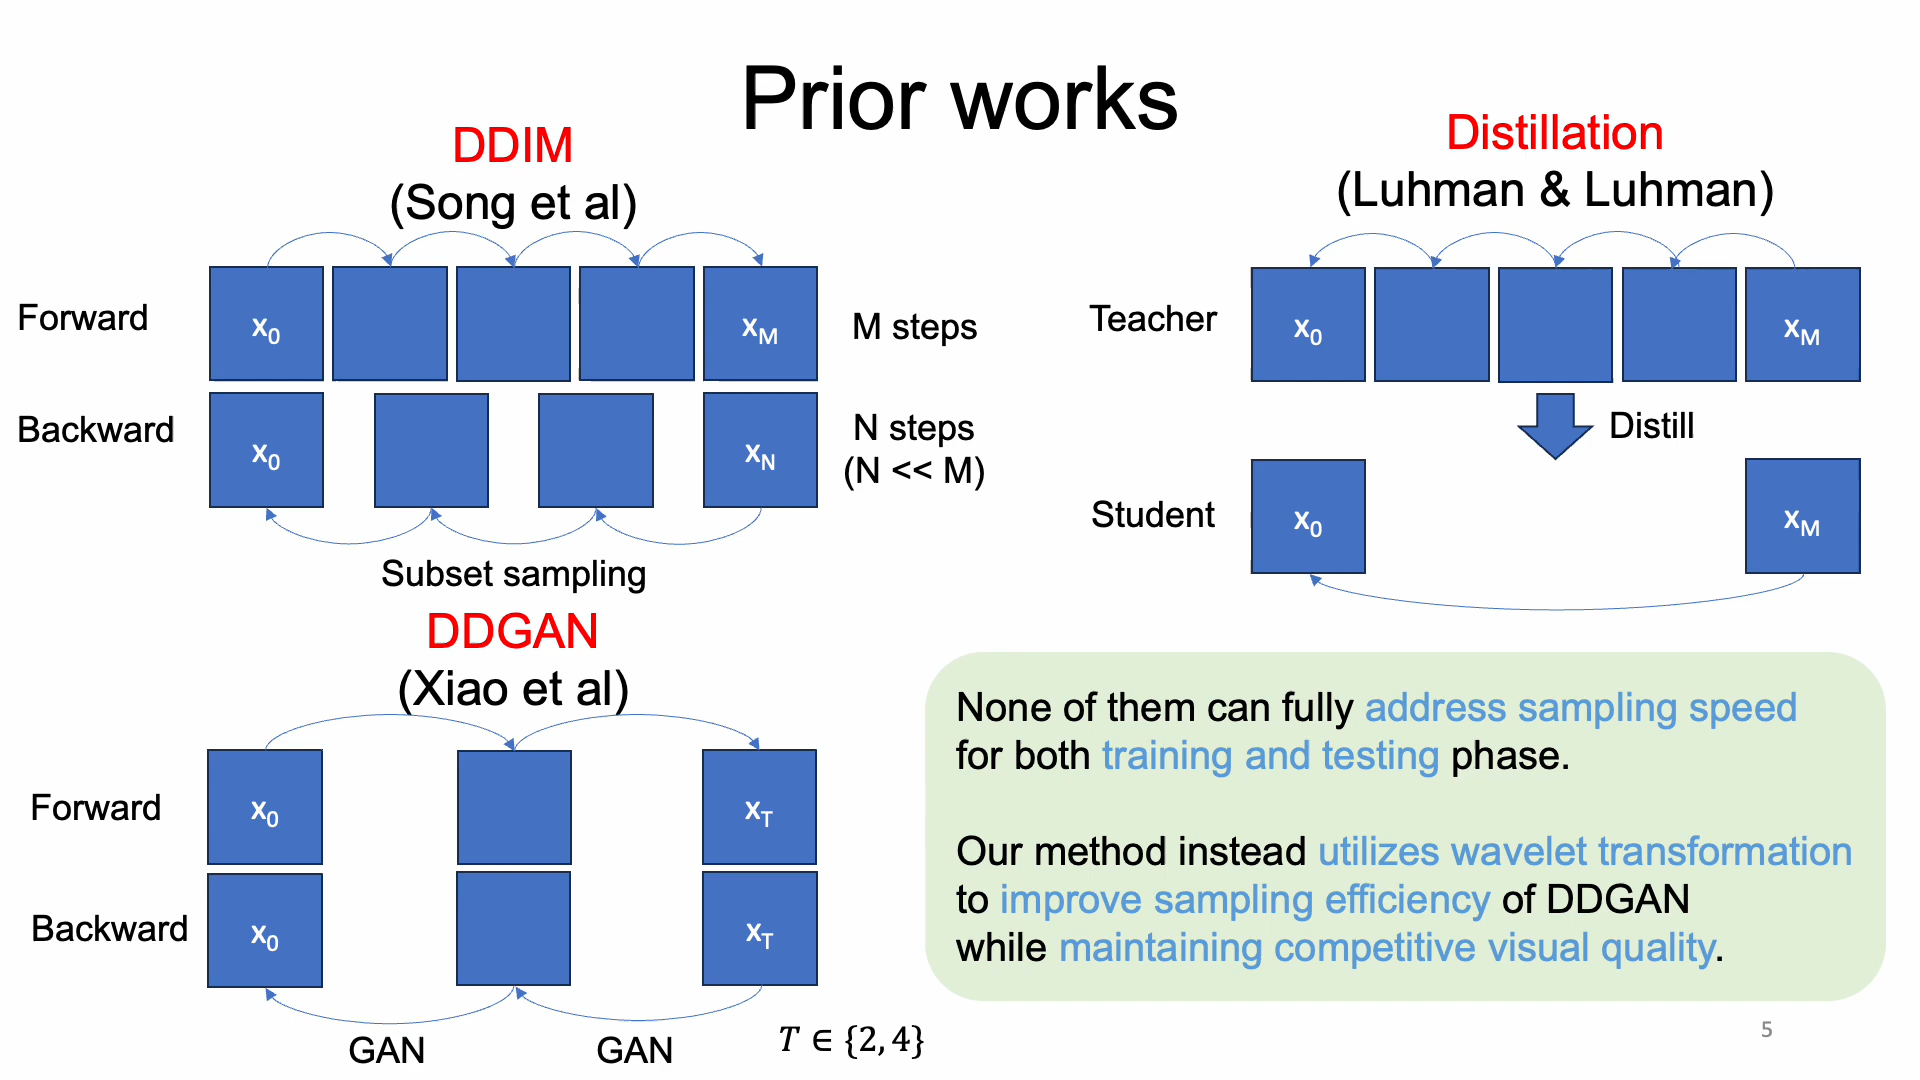 Prior works
DDIM
(Song et al)
Forward
x0
xM
M steps
Backward
x0
xN
N steps
(N << M)
Subset sampling
DDGAN
(Xiao et al)
Forward
x0
xT
Backward
x0
xT
GAN
GAN
T ∈ {2, 4}
Distillation
(Luhman & Luhman)
Teacher
x0
xM
Distill
Student
x0
xM
None of them can fully address sampling speed
for both training and testing phase.
Our method instead utilizes wavelet transformation
to improve sampling efficiency of DDGAN
while maintaining competitive visual quality.
5